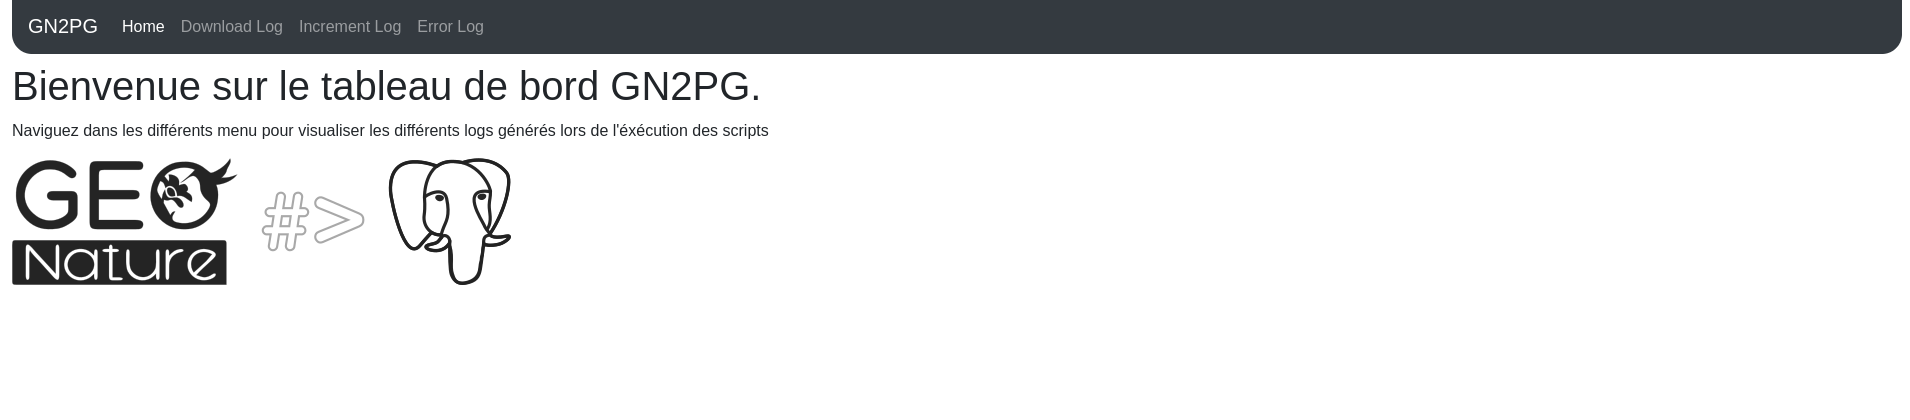 GN2PG Home Download Log Increment Log Error Log
Bienvenue sur le tableau de bord GN2PG.
Naviguez dans les différents menu pour visualiser les différents logs générés lors de l'éxécution des scripts
GEO
#>
Nature